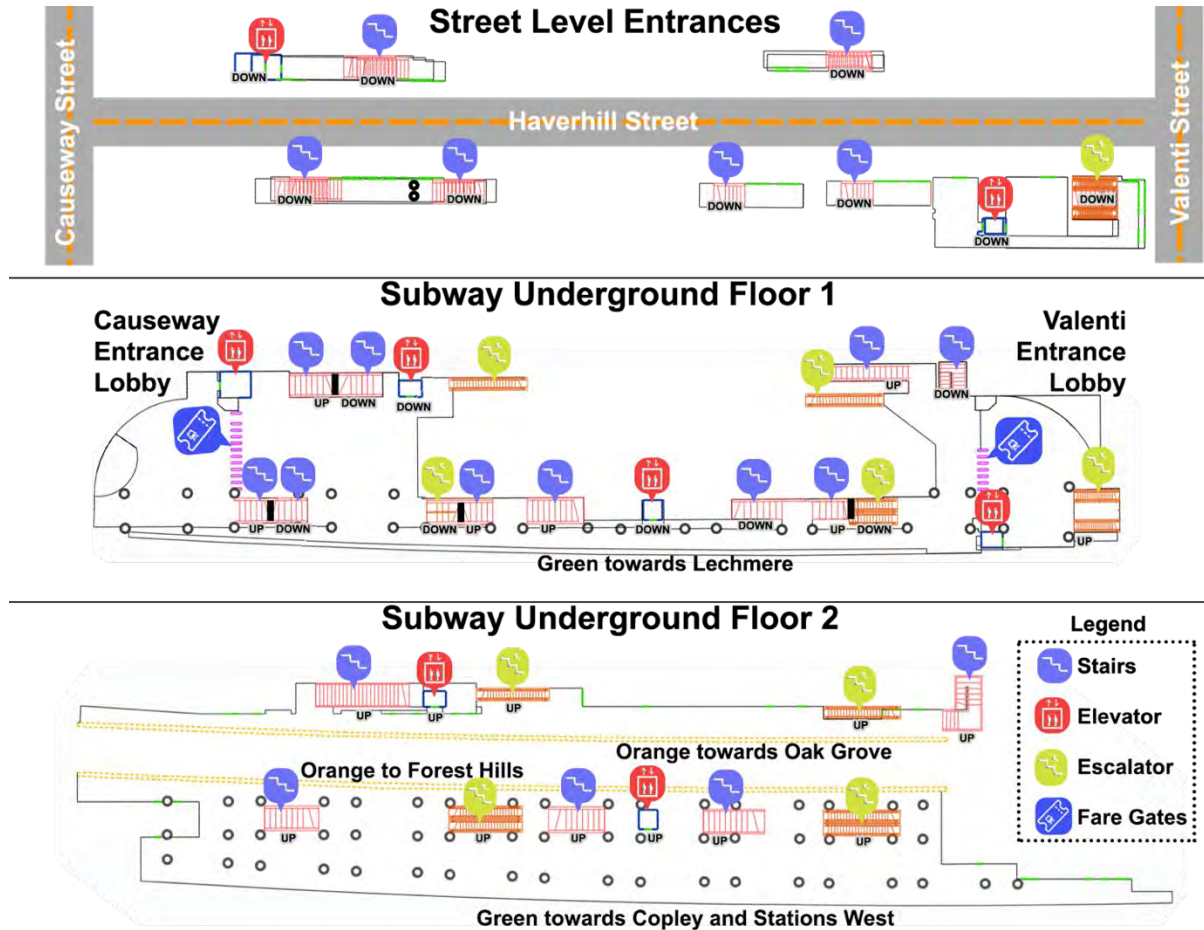 Street Level Entrances
DOWN
DOWN
DOWN
Causeway Street
Haverhill Street
Valenti Street
DOWN
DOWN
DOWN
DOWN
DOWN
DOWN
Subway Underground Floor 1
Causeway
Entrance
Lobby
Valenti
Entrance
Lobby
UP
DOWN
DOWN
UP
DOWN
UP
DOWN
DOWN
UP
UP
DOWN
DOWN
UP
DOWN
UP
Green towards Lechmere
Subway Underground Floor 2
UP
UP
UP
UP
UP
Orange towards Oak Grove
Orange to Forest Hills
UP
UP
UP
UP
UP
UP
Green towards Copley and Stations West
Legend
Stairs
Elevator
Escalator
Fare Gates